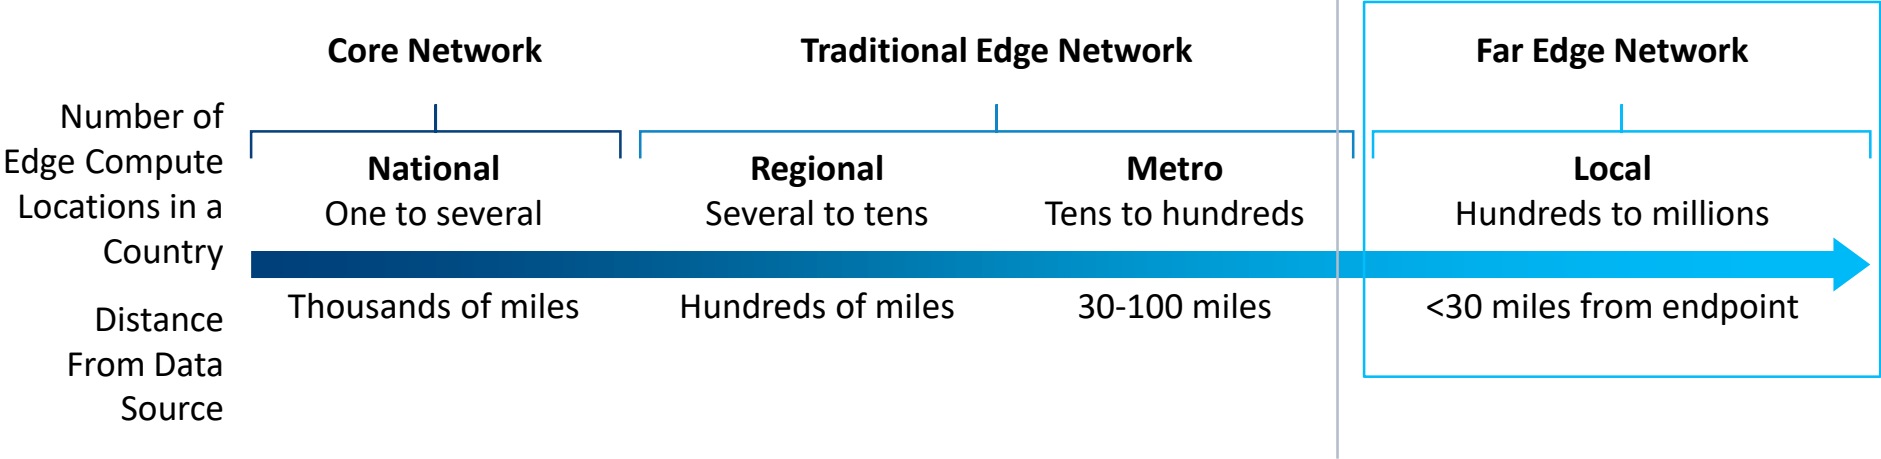 Core Network
Traditional Edge Network
Far Edge Network
Number of
Edge Compute
Locations in a
Country
National
One to several
Regional
Several to tens
Metro
Tens to hundreds
Local
Hundreds to millions
Distance
From Data
Source
Thousands of miles
Hundreds of miles
30-100 miles
<30 miles from endpoint